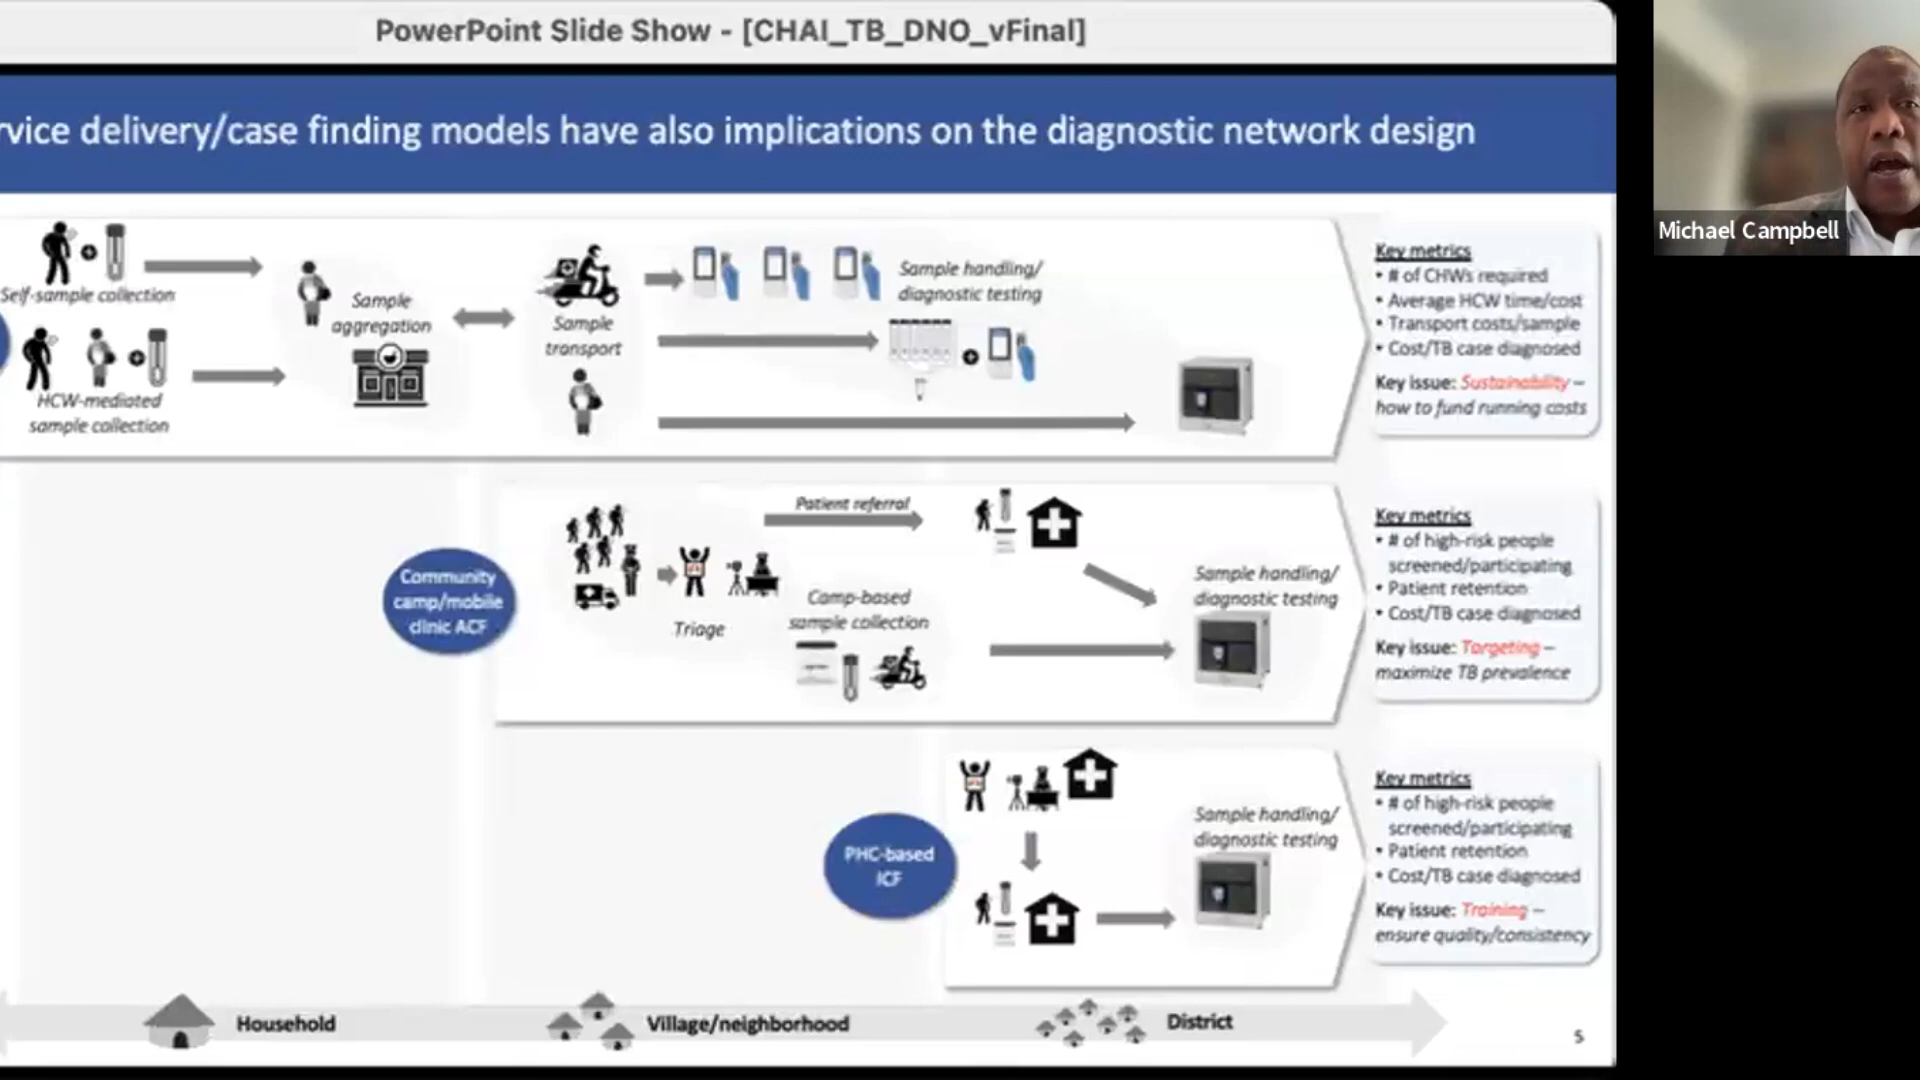 PowerPoint Slide Show - [CHAI_TB_DNO_vFinal]
rvice delivery/case finding models have also implications on the diagnostic network design
Michael Campbell
Self-sample collection
HCW-mediated
sample collection
Sample
aggregation
Sample
transport
Sample handling/
diagnostic testing
Key metrics
• # of CHWs required
• Average HCW time/cost
• Transport costs/sample
• Cost/TB case diagnosed
Key issue: Sustainability –
how to fund running costs
Community
camp/mobile
clinic ACF
Triage
Patient referral
Camp-based
sample collection
Sample handling/
diagnostic testing
Key metrics
• # of high-risk people
screened/participating
• Patient retention
• Cost/TB case diagnosed
Key issue: Targeting –
maximize TB prevalence
PHC-based
ICF
Sample handling/
diagnostic testing
Key metrics
• # of high-risk people
screened/participating
• Patient retention
• Cost/TB case diagnosed
Key issue: Training –
ensure quality/consistency
Household
Village/neighborhood
District
5